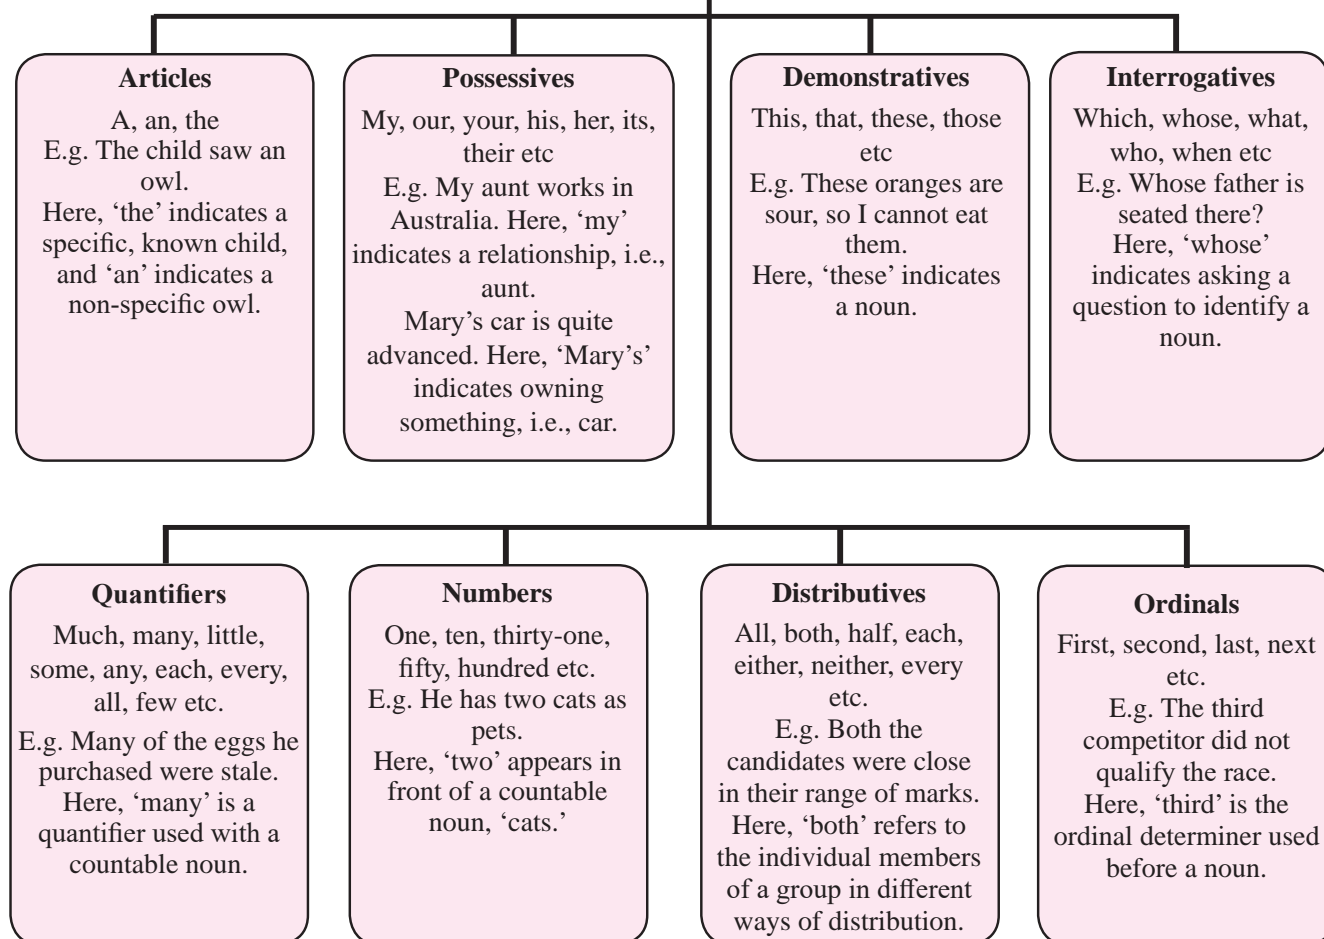 Articles
A, an, the
E.g. The child saw an
owl.
Here, ‘the’ indicates a
specific, known child,
and ‘an’ indicates a
non-specific owl.
Possessives
My, our, your, his, her, its,
their etc
E.g. My aunt works in
Australia. Here, ‘my’
indicates a relationship, i.e.,
aunt.
Mary’s car is quite
advanced. Here, ‘Mary’s’
indicates owning
something, i.e., car.
Demonstratives
This, that, these, those
etc
E.g. These oranges are
sour, so I cannot eat
them.
Here, ‘these’ indicates
a noun.
Interrogatives
Which, whose, what,
who, when etc
E.g. Whose father is
seated there?
Here, ‘whose’
indicates asking a
question to identify a
noun.
Quantifiers
Much, many, little,
some, any, each, every,
all, few etc.
E.g. Many of the eggs he
purchased were stale.
Here, ‘many’ is a
quantifier used with a
countable noun.
Numbers
One, ten, thirty-one,
fifty, hundred etc.
E.g. He has two cats as
pets.
Here, ‘two’ appears in
front of a countable
noun, ‘cats.’
Distributives
All, both, half, each,
either, neither, every
etc.
E.g. Both the
candidates were close
in their range of marks.
Here, ‘both’ refers to
the individual members
of a group in different
ways of distribution.
Ordinals
First, second, last, next
etc.
E.g. The third
competitor did not
qualify the race.
Here, ‘third’ is the
ordinal determiner used
before a noun.